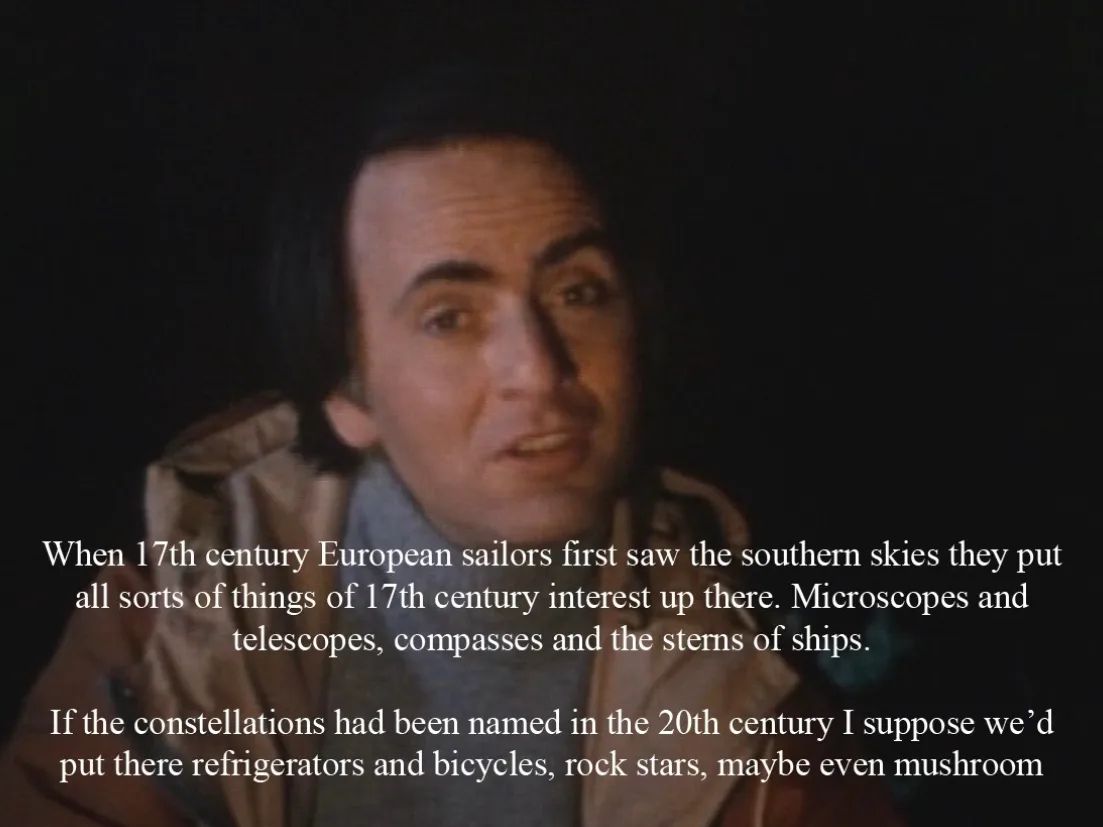 When 17th century European sailors first saw the southern skies they put
all sorts of things of 17th century interest up there. Microscopes and
telescopes, compasses and the sterns of ships.
If the constellations had been named in the 20th century I suppose we’d
put there refrigerators and bicycles, rock stars, maybe even mushroom